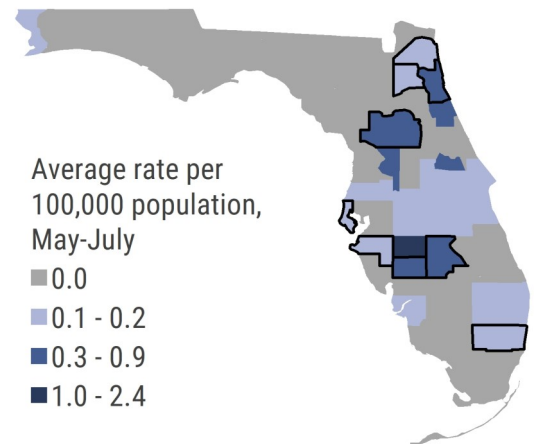 Average rate per
100,000 population,
May-July
0.0
0.1 - 0.2
0.3 - 0.9
1.0 - 2.4